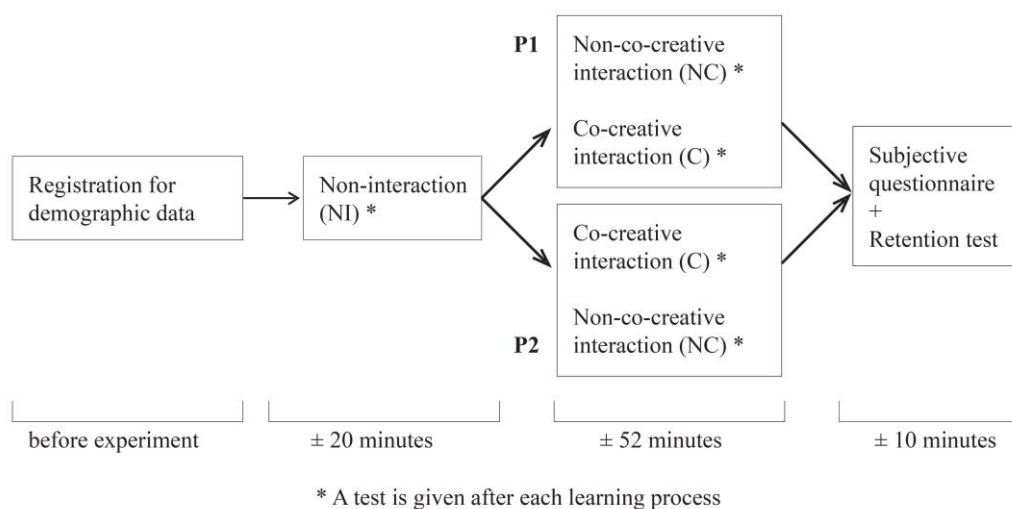 Registration for
demographic data
Non-interaction
(NI) *
P1
Non-co-creative
interaction (NC) *
Co-creative
interaction (C) *
Co-creative
interaction (C) *
Non-co-creative
interaction (NC) *
P2
Subjective
questionnaire
+
Retention test
before experiment
± 20 minutes
± 52 minutes
± 10 minutes
* A test is given after each learning process